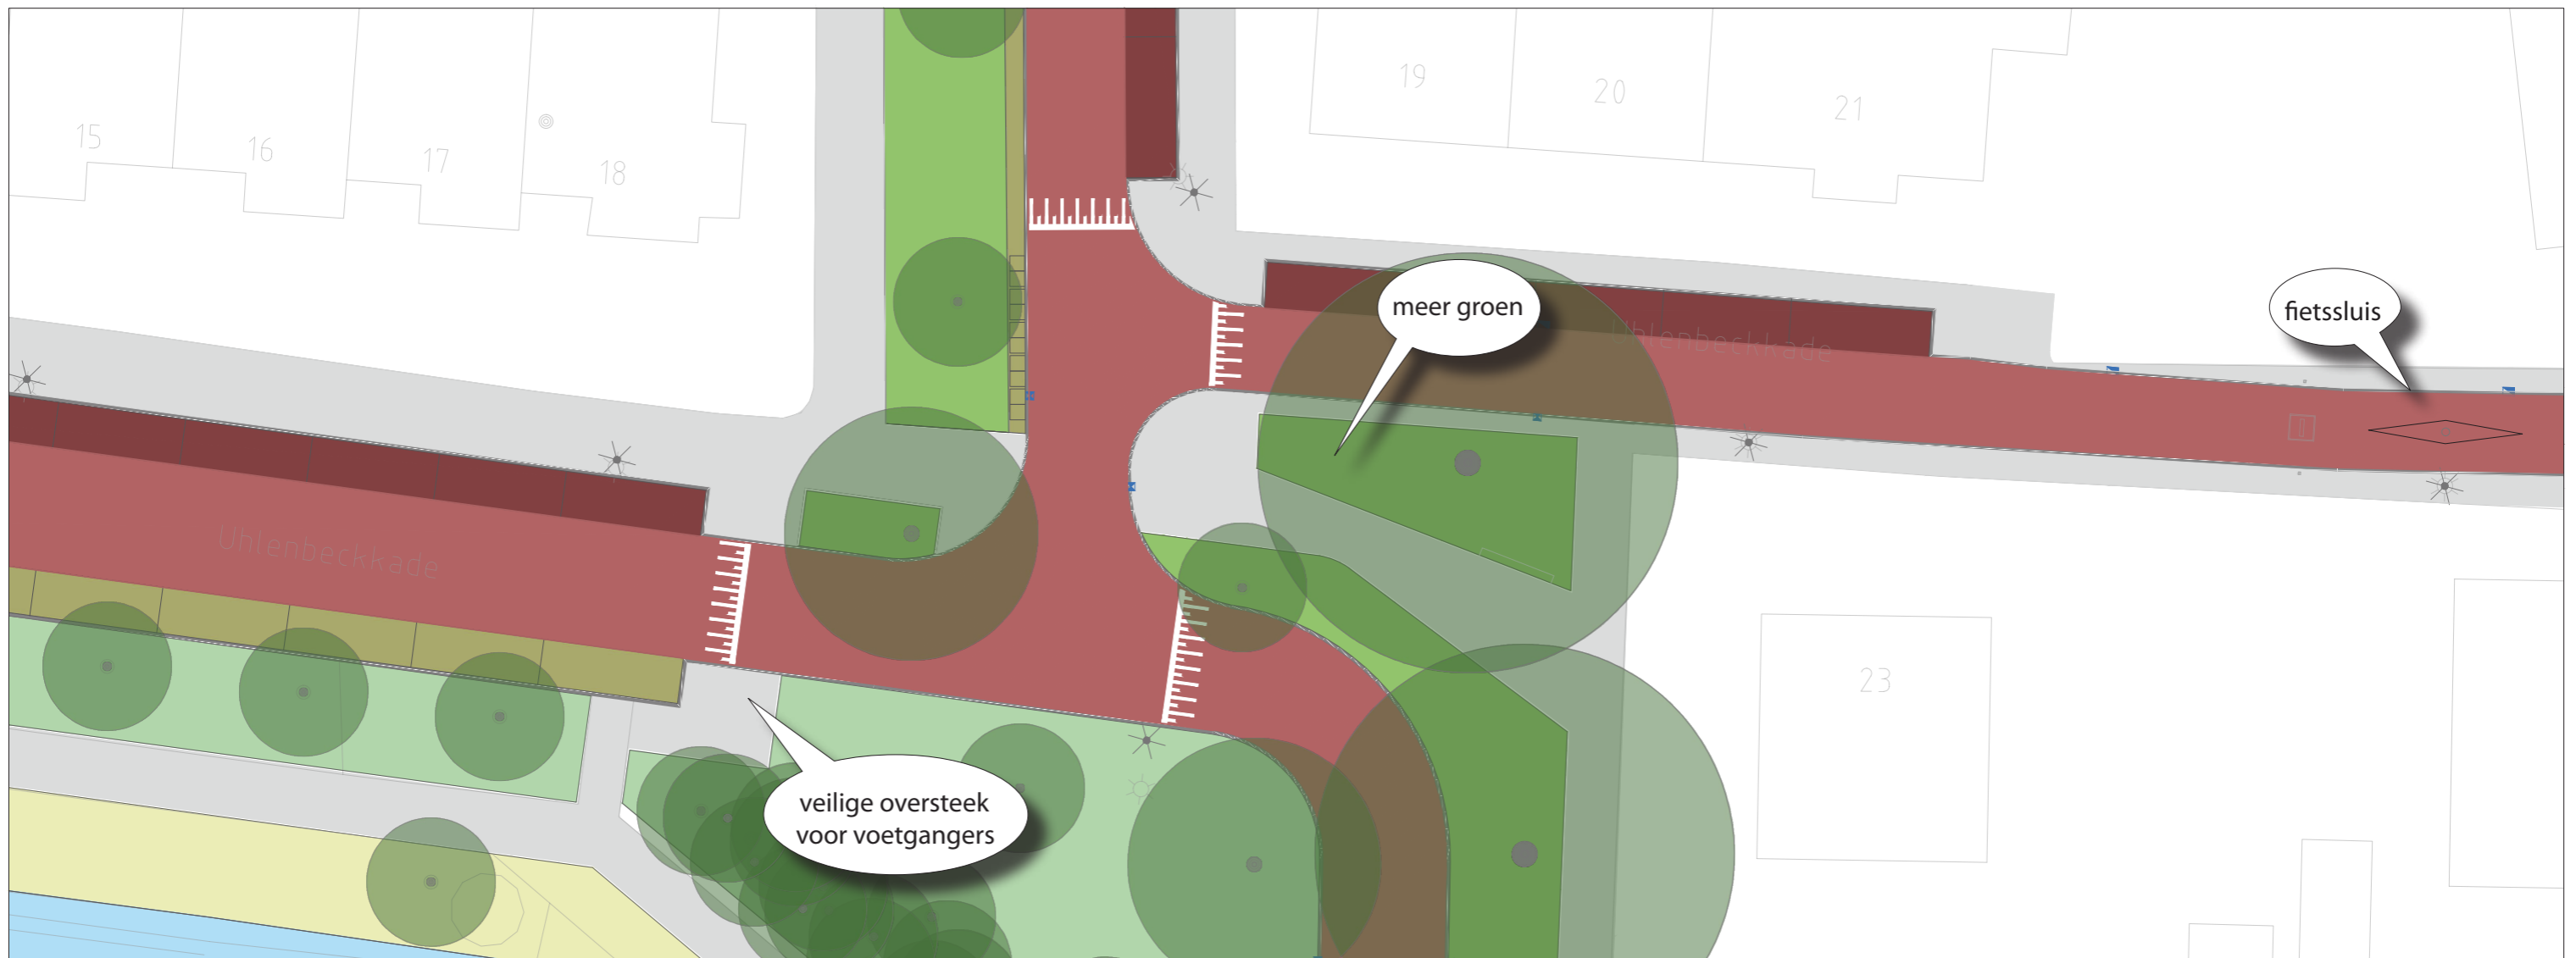 15
16
17
18
19
20
21
meer groen
Uhlenbeckkade
fietssluis
Uhlenbeckkade
23
veilige oversteek
voor voetgangers